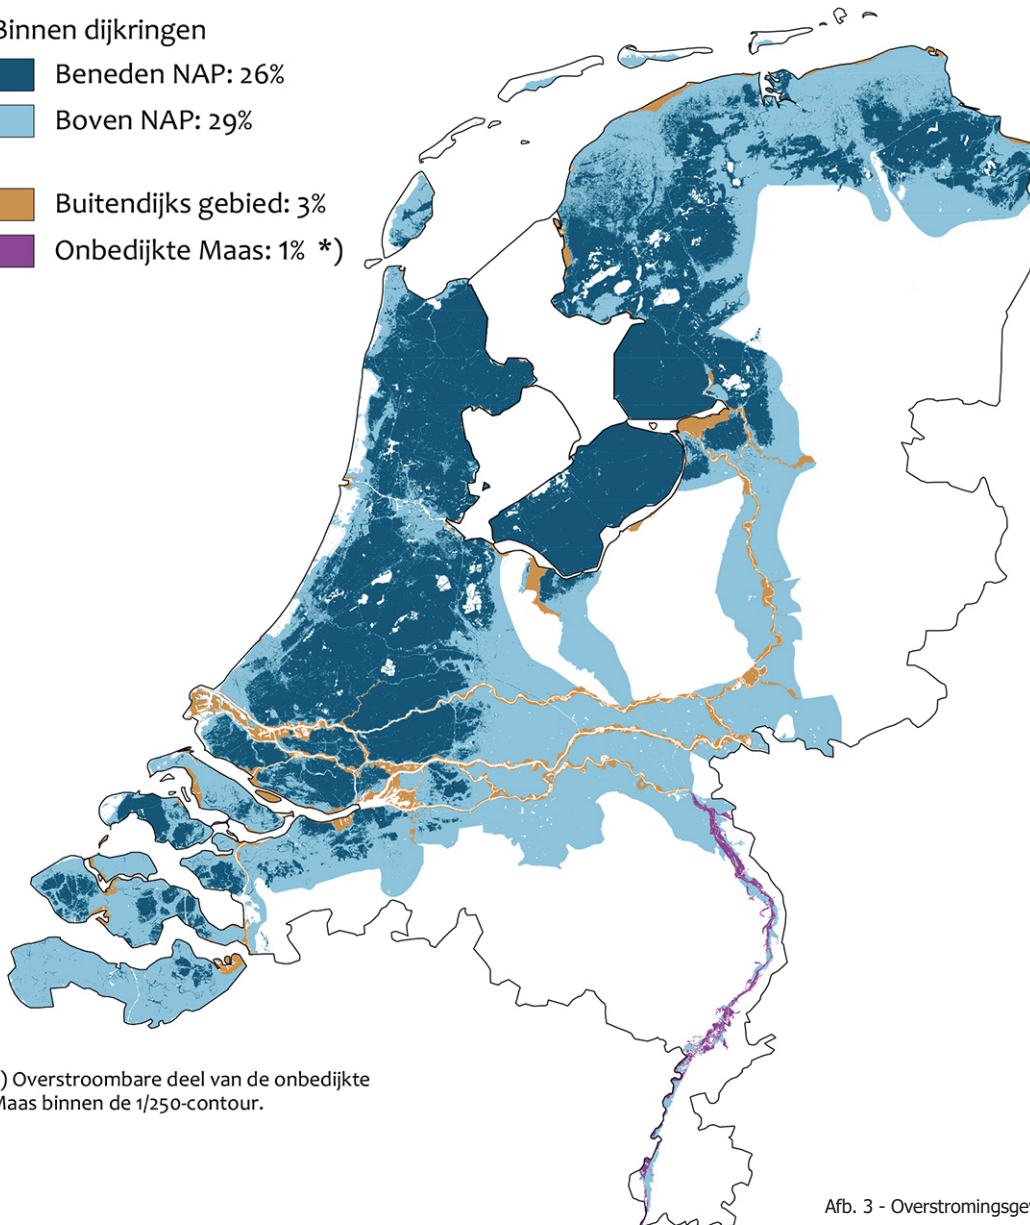 Binnen dijkringen
Beneden NAP: 26%
Boven NAP: 29%
Buitendijks gebied: 3%
Onbedijkte Maas: 1% *)
) Overstroombare deel van de onbedijkte
Maas binnen de 1/250-contour.
Afb. 3 - Overstromingsge